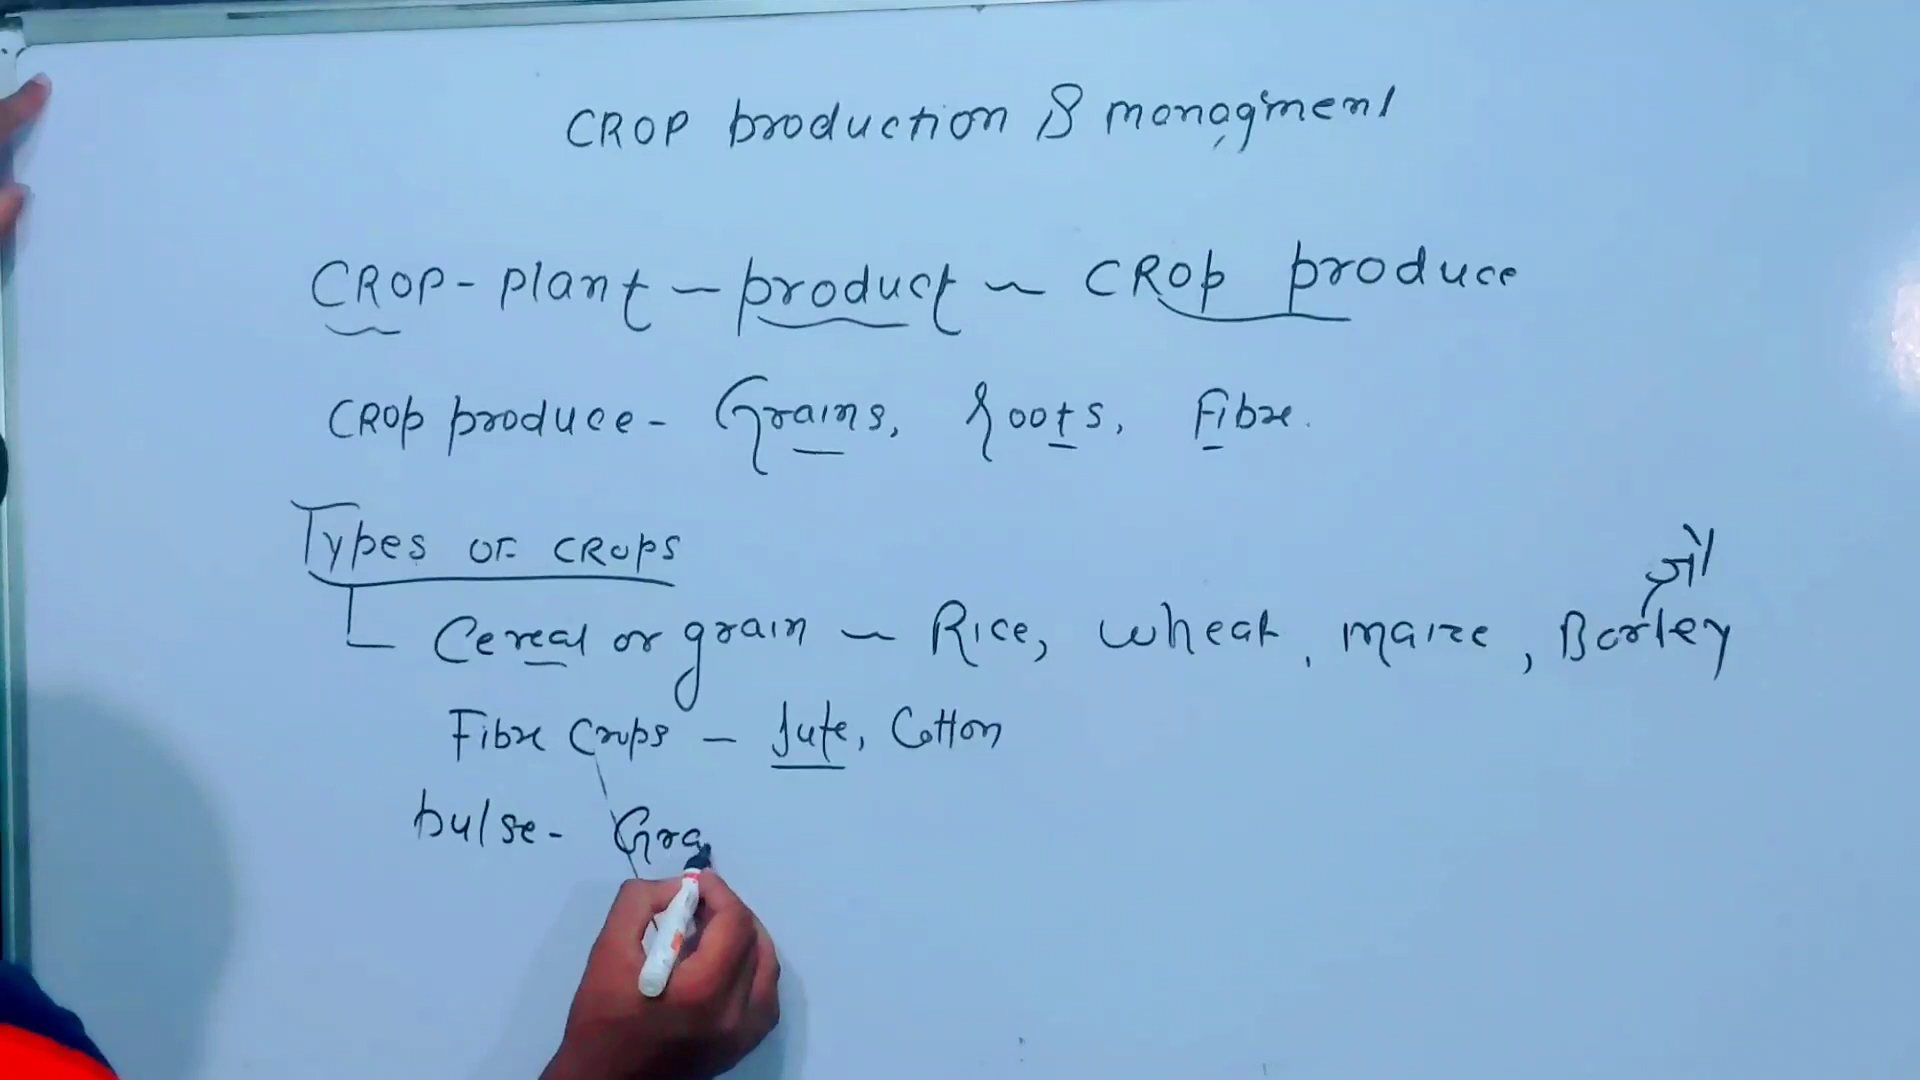 CROP production & managment
CROP - plant - product - CROP produce
CROP produce - Grains, roots, Fibre.
Types OF CROPS
जौ
Cereal or grain - Rice, wheat, maize, Barley
Fibre Crops - Jute, Cotton
pulse - Gra